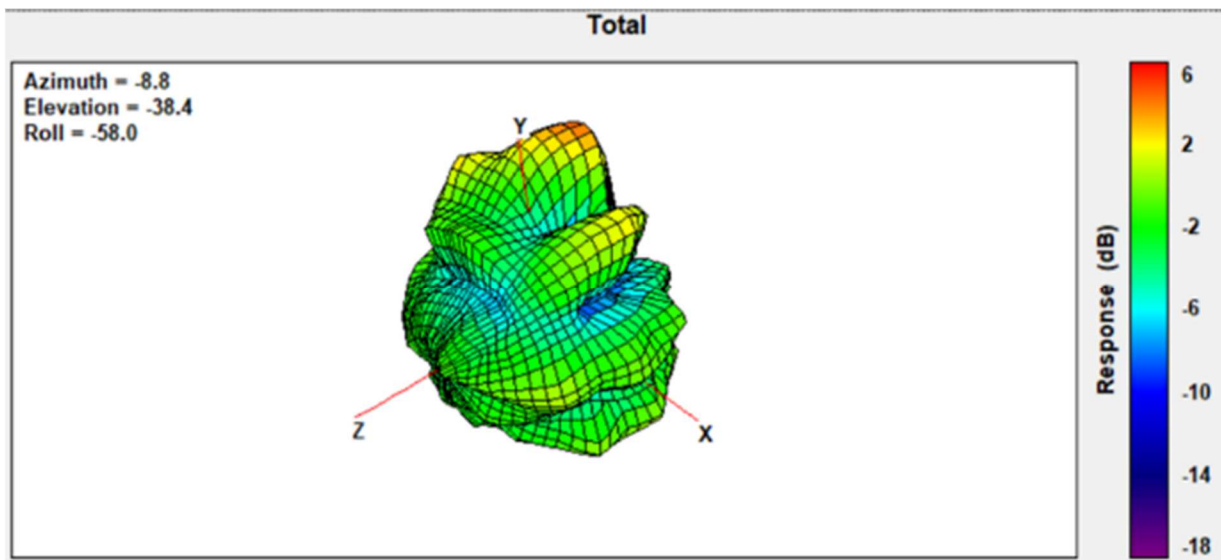 Total
Azimuth = -8.8
Elevation = -38.4
Roll = -58.0
Y
Z
X
Response (dB)
6
2
-2
-6
-10
-14
-18